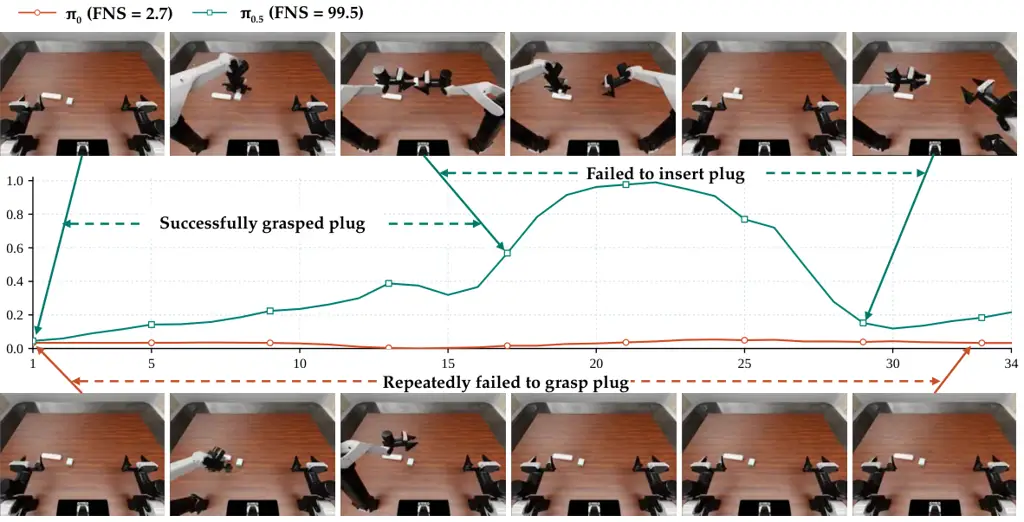 π0 (FNS = 2.7) π0.5 (FNS = 99.5)
Failed to insert plug
Successfully grasped plug
1.0
0.8
0.6
0.4
0.2
0.0
1 5 10 15 20 25 30 34
Repeatedly failed to grasp plug